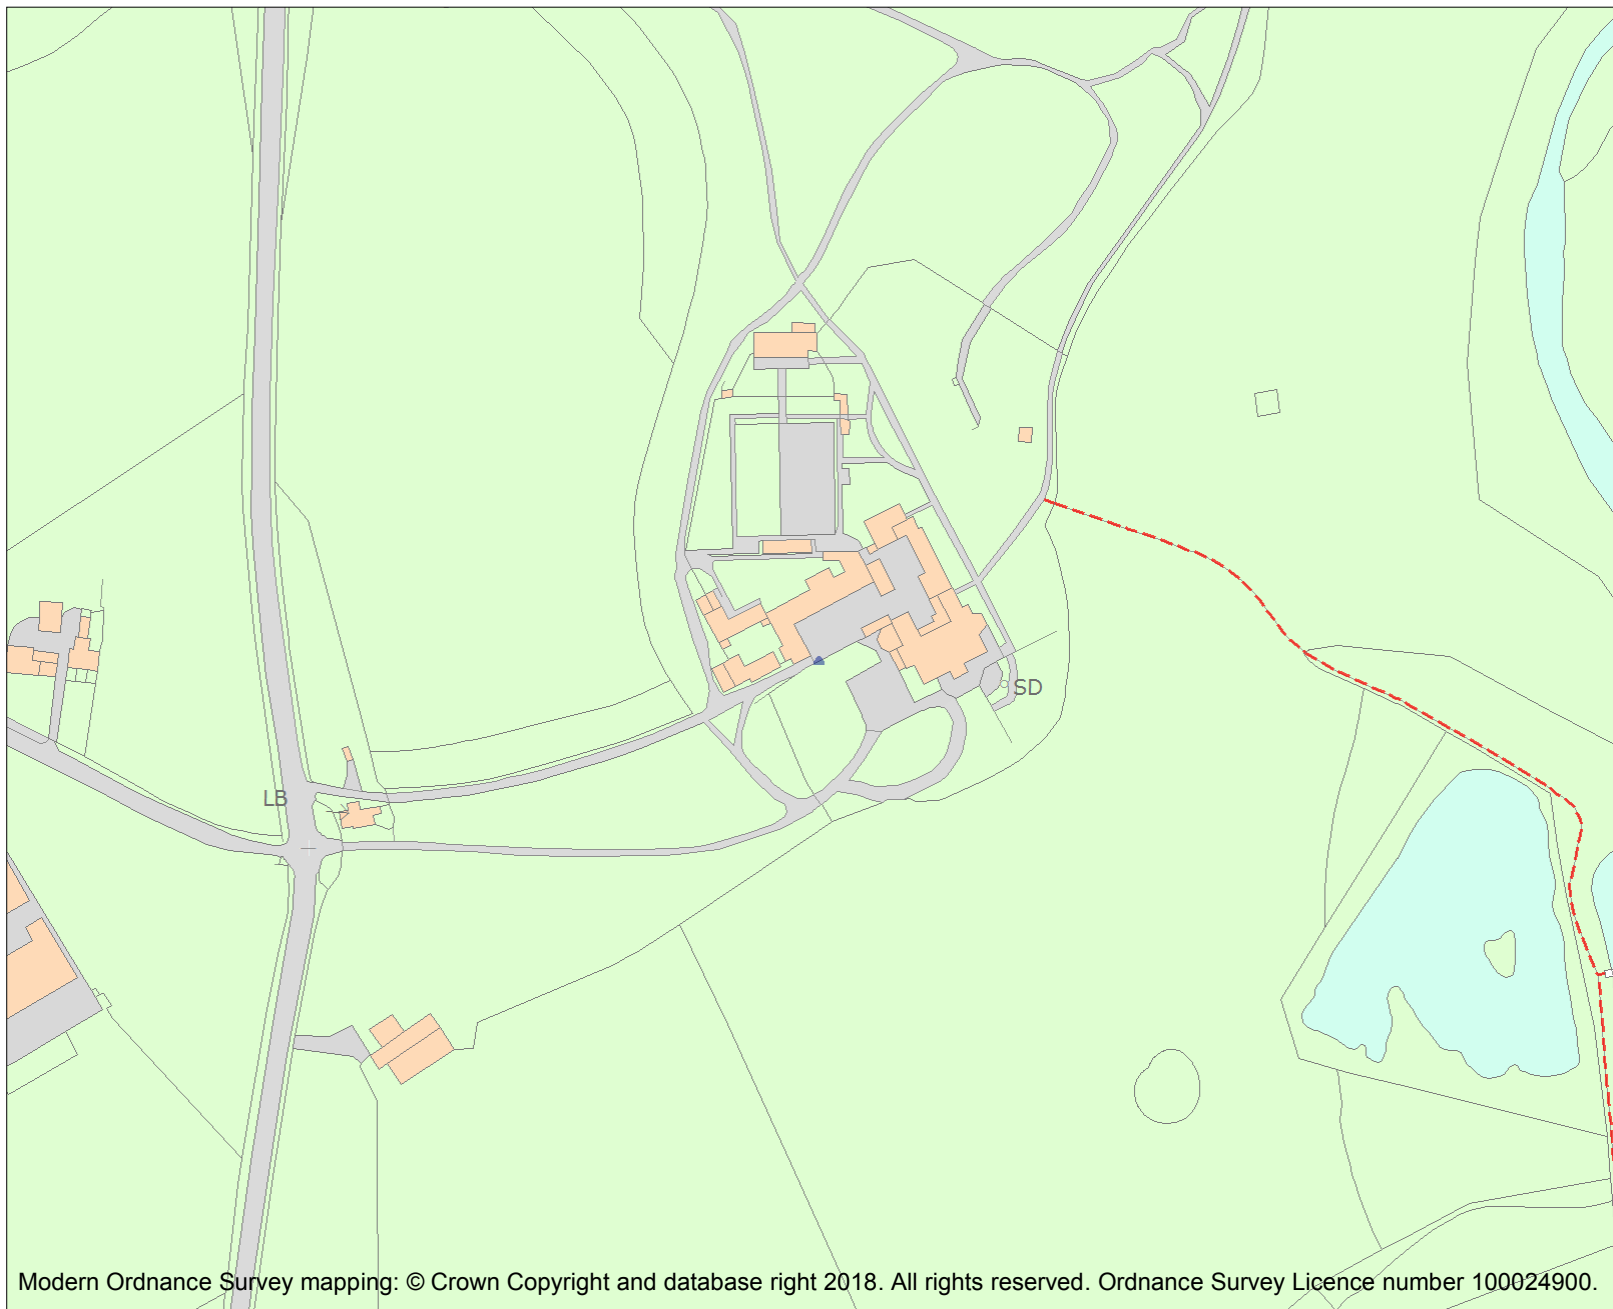 SD
LB
Modern Ordnance Survey mapping: © Crown Copyright and database right 2018. All rights reserved. Ordnance Survey Licence number 100024900.